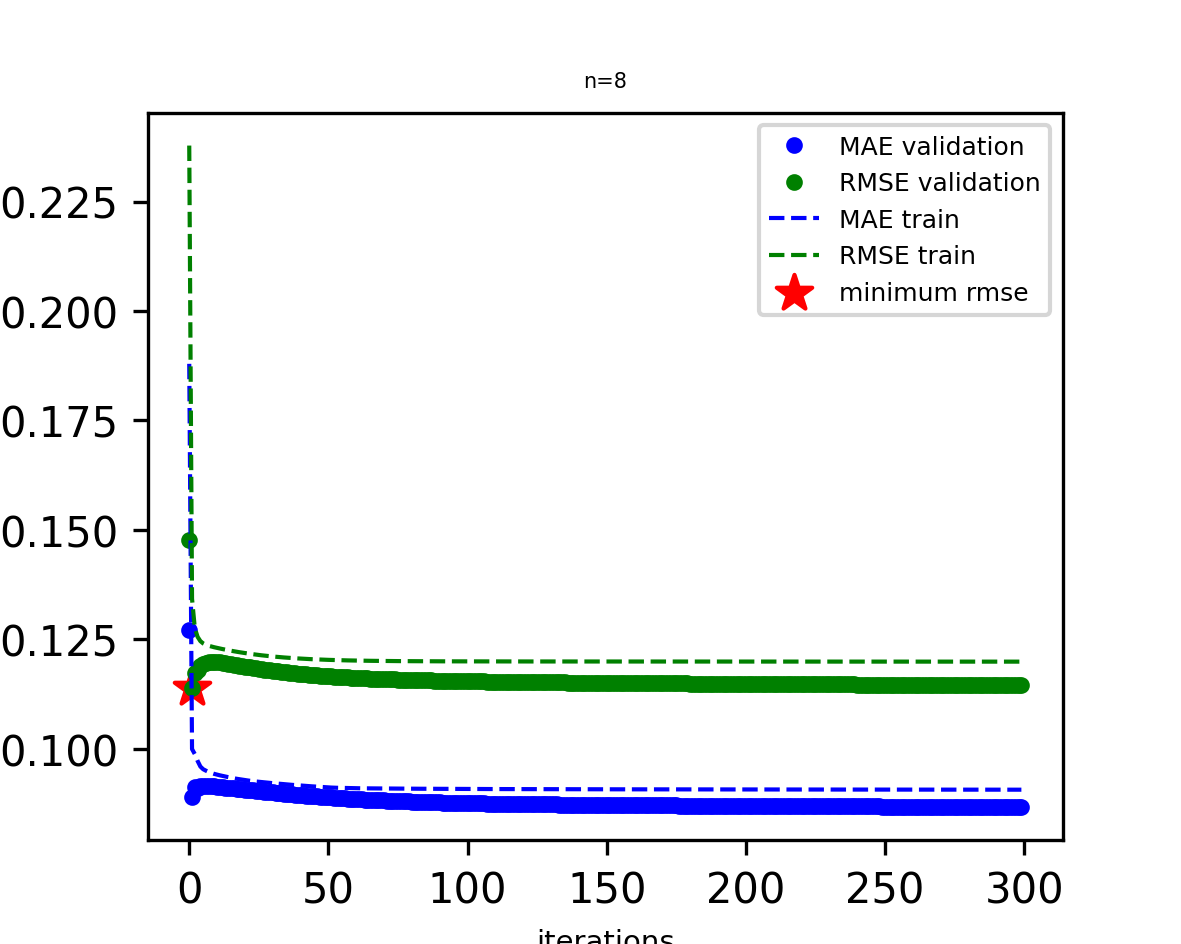 n=8
0.225
0.200
0.175
0.150
0.125
0.100
MAE validation
RMSE validation
MAE train
RMSE train
minimum rmse
0 50 100 150 200 250 300
iterations